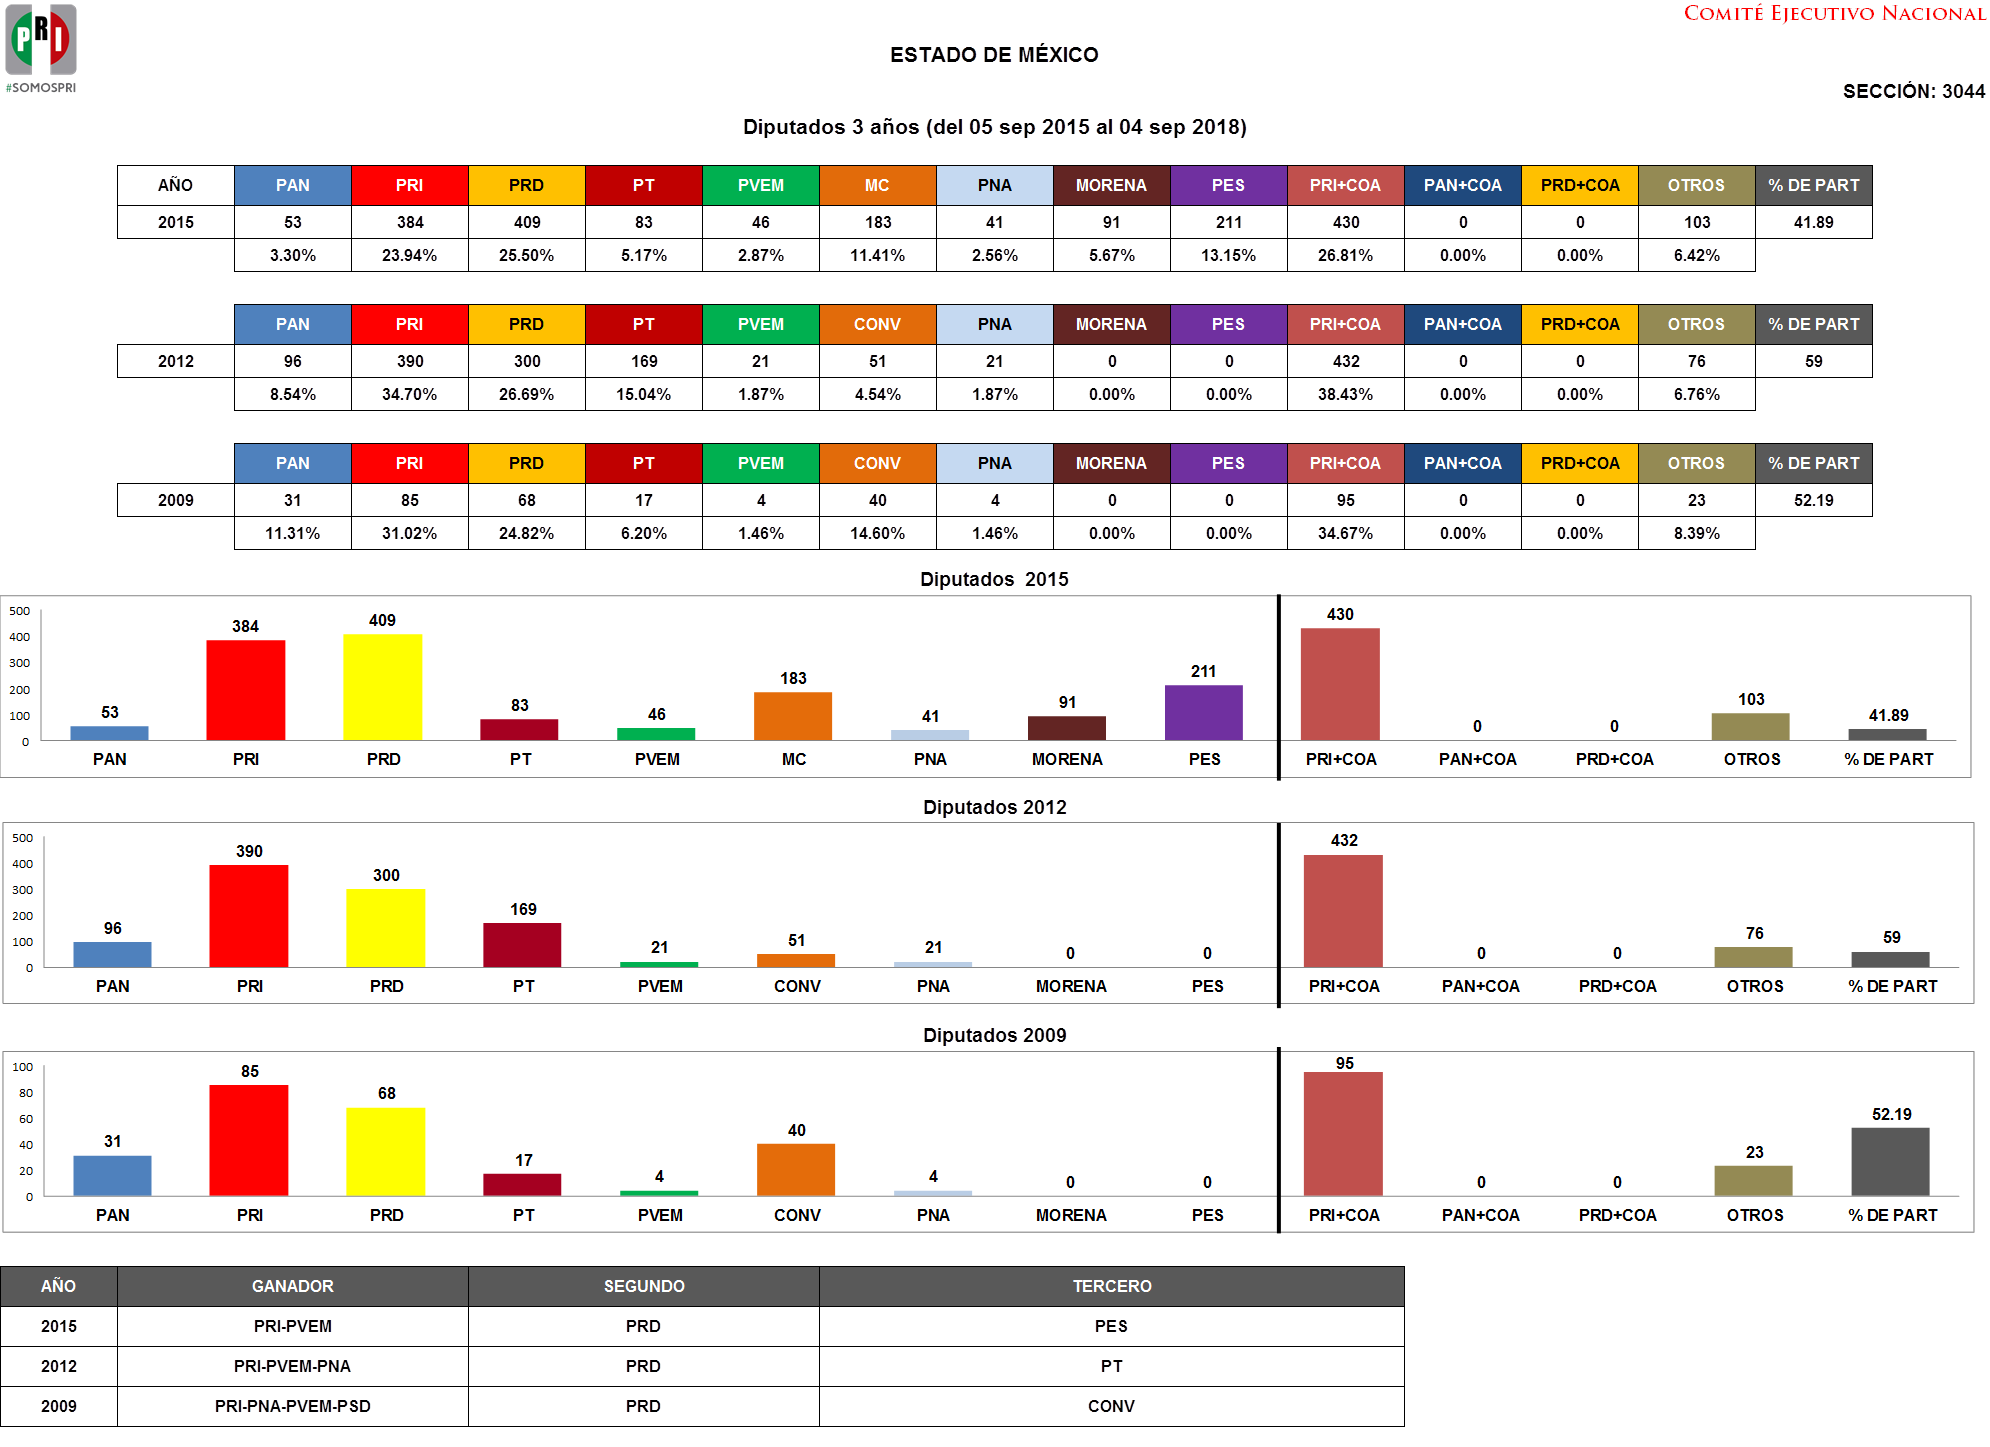 PRI
#SOMOSPRI
COMITÉ EJECUTIVO NACIONAL
ESTADO DE MÉXICO
SECCIÓN: 3044
Diputados 3 años (del 05 sep 2015 al 04 sep 2018)
AÑO PAN PRI PRD PT PVEM MC PNA MORENA PES PRI+COA PAN+COA PRD+COA OTROS % DE PART
2015 53 384 409 83 46 183 41 91 211 430 0 0 103 41.89
3.30% 23.94% 25.50% 5.17% 2.87% 11.41% 2.56% 5.67% 13.15% 26.81% 0.00% 0.00% 6.42%
PAN PRI PRD PT PVEM CONV PNA MORENA PES PRI+COA PAN+COA PRD+COA OTROS % DE PART
2012 96 390 300 169 21 51 21 0 0 432 0 0 76 59
8.54% 34.70% 26.69% 15.04% 1.87% 4.54% 1.87% 0.00% 0.00% 38.43% 0.00% 0.00% 6.76%
PAN PRI PRD PT PVEM CONV PNA MORENA PES PRI+COA PAN+COA PRD+COA OTROS % DE PART
2009 31 85 68 17 4 40 4 0 0 95 0 0 23 52.19
11.31% 31.02% 24.82% 6.20% 1.46% 14.60% 1.46% 0.00% 0.00% 34.67% 0.00% 0.00% 8.39%
Diputados 2015
500
400
300
200
100
0
53 384 409 83 46 183 41 91 211 430 0 0 103 41.89
PAN PRI PRD PT PVEM MC PNA MORENA PES PRI+COA PAN+COA PRD+COA OTROS % DE PART
Diputados 2012
500
400
300
200
100
0
96 390 300 169 21 51 21 0 0 432 0 0 76 59
PAN PRI PRD PT PVEM CONV PNA MORENA PES PRI+COA PAN+COA PRD+COA OTROS % DE PART
Diputados 2009
100
80
60
40
20
0
31 85 68 17 4 40 4 0 0 95 0 0 23 52.19
PAN PRI PRD PT PVEM CONV PNA MORENA PES PRI+COA PAN+COA PRD+COA OTROS % DE PART
AÑO GANADOR SEGUNDO TERCERO
2015 PRI-PVEM PRD PES
2012 PRI-PVEM-PNA PRD PT
2009 PRI-PNA-PVEM-PSD PRD CONV